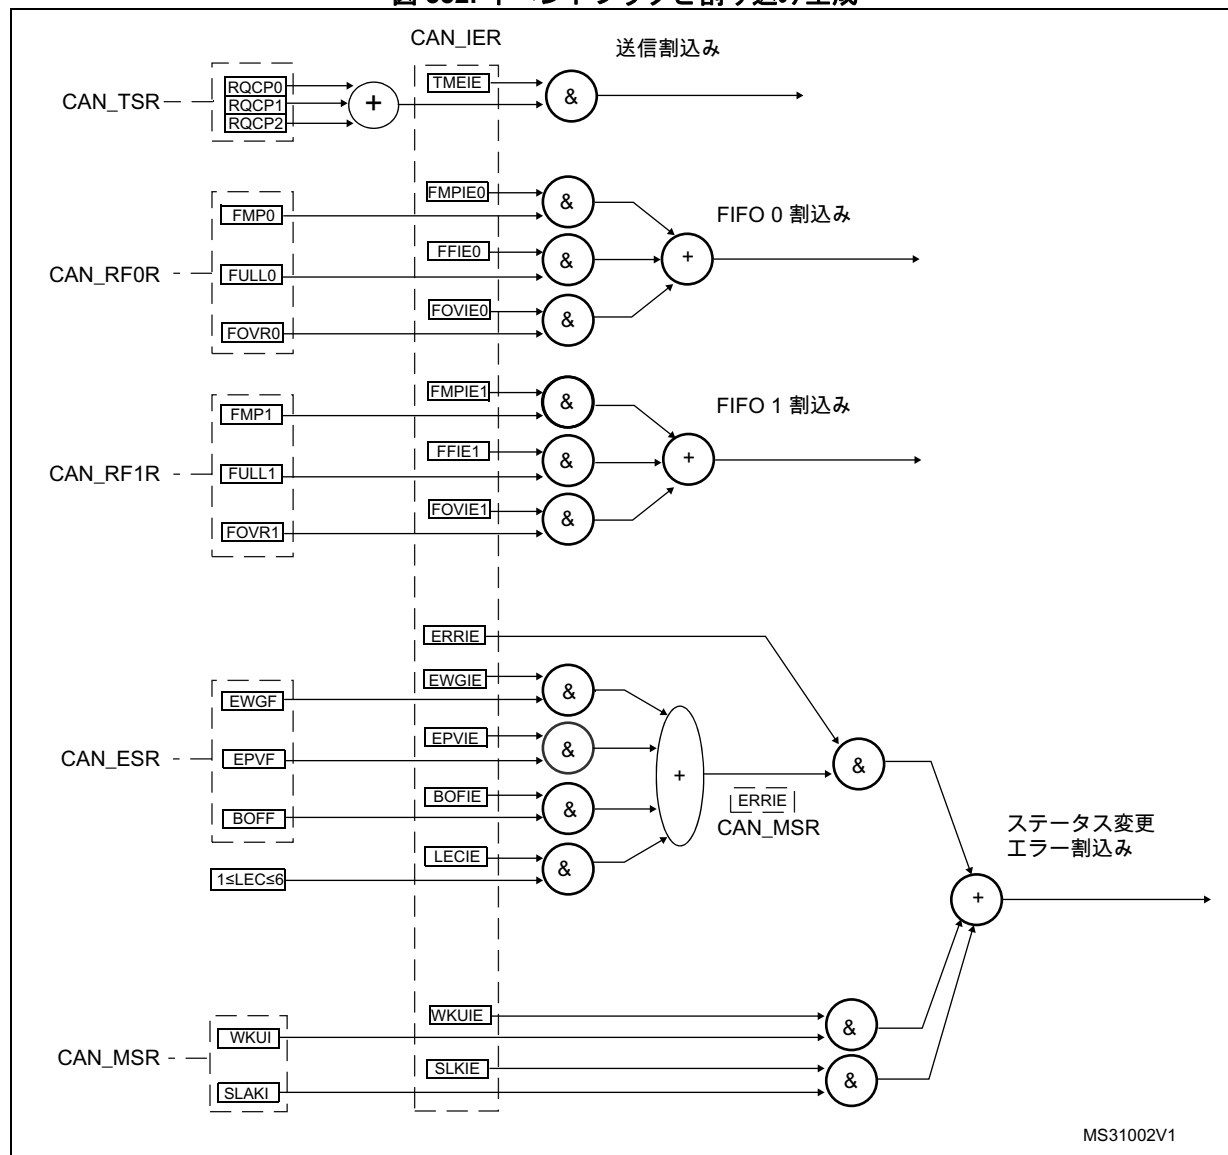 CAN_IER
送信割込み
CAN_TSR
RQCP0
RQCP1
RQCP2
+
TMEIE
&
CAN_RF0R
FMP0
FULL0
FOVR0
FMPIE0
FFIE0
FOVIE0
&
&
&
+
FIFO 0 割込み
CAN_RF1R
FMP1
FULL1
FOVR1
FMPIE1
FFIE1
FOVIE1
&
&
&
+
FIFO 1 割込み
ERRIE
CAN_ESR
EWGF
EPVF
BOFF
1≤LEC≤6
EWGIE
EPVIE
BOFIE
LECIE
&
&
&
&
+
ERRIE
CAN_MSR
&
ステータス変更
エラー割込み
+
CAN_MSR
WKUI
SLAKI
WKUIE
SLKIE
&
&
MS31002V1